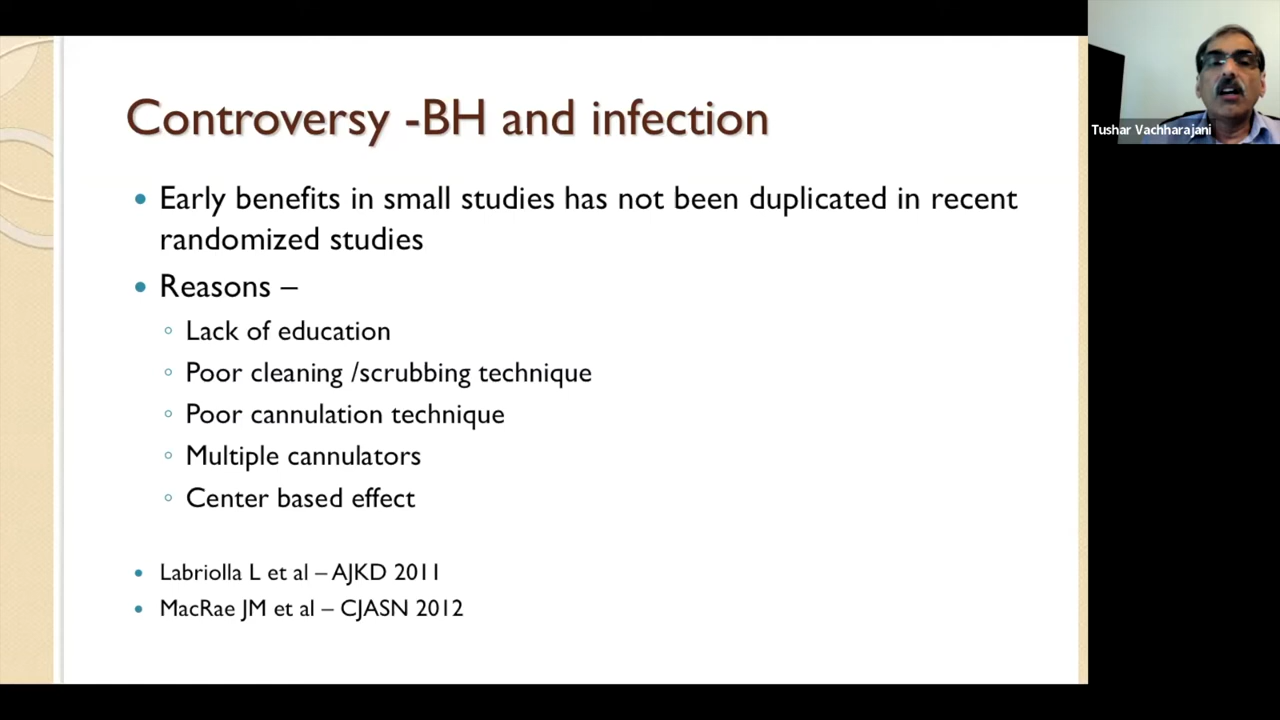 Controversy -BH and infection
Tushar Vachharajani
Early benefits in small studies has not been duplicated in recent
randomized studies
Reasons –
Lack of education
Poor cleaning /scrubbing technique
Poor cannulation technique
Multiple cannulators
Center based effect
Labriolla L et al – AJKD 2011
MacRae JM et al – CJASN 2012